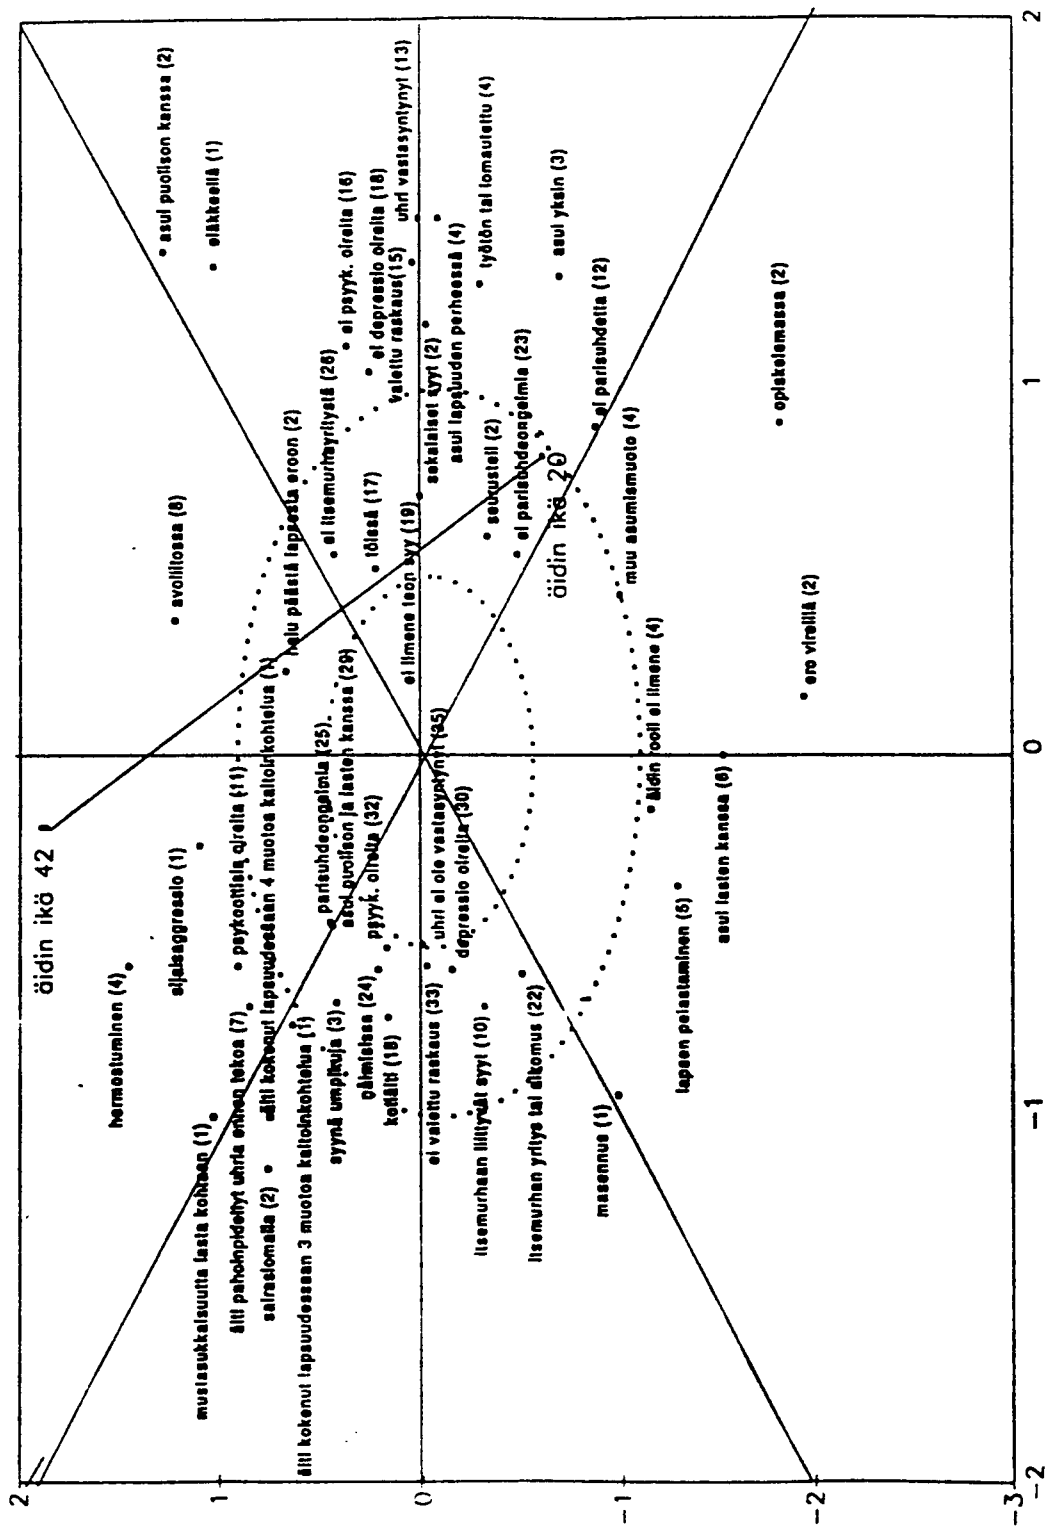 äidin ikä 42
hermostuminen (4)
sijaisaggressio (1)
avoliitossa (8)
asui puolison kanssa (2)
eläkkeellä (1)
mustasukkaisuutta lasta kohtaan (1)
äiti pahoinpidellyt uhria ennen tekoa (7)
psykoottisia oireita (11)
sairaslomalla (2)
äiti kokenut lapsuudessaan 4 muotoa kaltoinkohtelua (1)
halu päästä lapsesta eroon (2)
äiti kokenut lapsuudessaan 3 muotoa kaltoinkohtelua (1)
syynä umpikuja (3)
parisuhdeongelmia (25)
asui puolison ja lasten kanssa (29)
ei itsemurhayritystä (26)
ei psyyk. oireita (16)
ei depressio oireita (18)
pätmisissa (24)
psyyk. oireita (32)
kotiäiti (18)
töissä (17)
valettu raskaus(15)
uhri vastasyntynyt (13)
ei ilmene teon syy (19)
ei valettu raskaus (33)
uhri ei ole vastasyntynyt (35)
depressio oireita (30)
sekalaiset syyt (2)
asui lapsuuden perheessä (4)
työtön tai lomautettu (4)
itsemurhaan liittyvät syyt (10)
seurusteli (2)
ei parisuhdeongelmia (23)
itsemurhan yritys tai aikomus (22)
äidin ikä 20
asui yksin (3)
masennus (1)
ei parisuhdetta (12)
muu asumismuoto (4)
äidin rooli ei ilmene (4)
lapsen pelastaminen (5)
asui lasten kanssa (6)
opiskelemassa (2)
ero vireillä (2)
2
1
0
-1
-2
-3
-2
-1
0
1
2